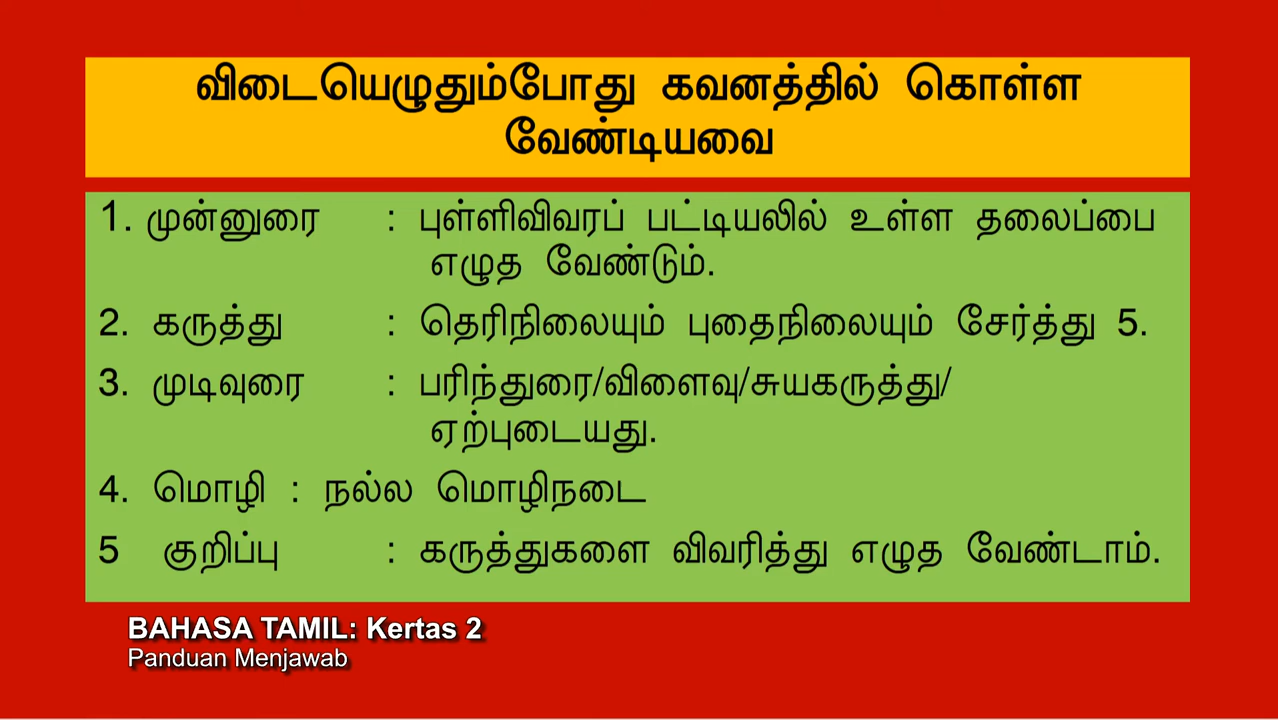 விடையெழுதும்போது கவனத்தில் கொள்ள
வேண்டியவை
1. முன்னுரை : புள்ளிவிவரப் பட்டியலில் உள்ள தலைப்பை
எழுத வேண்டும்.
2. கருத்து : தெரிநிலையும் புதைநிலையும் சேர்த்து 5.
3. முடிவுரை : பரிந்துரை/விளைவு/சுயகருத்து/
ஏற்புடையது.
4. மொழி : நல்ல மொழிநடை
5 குறிப்பு : கருத்துகளை விவரித்து எழுத வேண்டாம்.
BAHASA TAMIL: Kertas 2
Panduan Menjawab